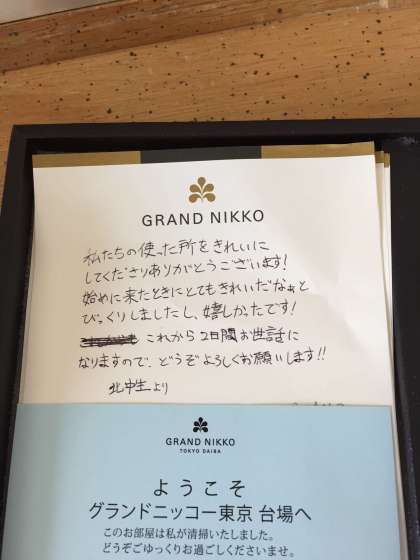 GRAND NIKKO
私たちの使った所をきれいに
してくださりありがとうございます!
始めに来たときにとてもきれいだなぁと
びっくりしましたし、嬉しかったです!
これから2日間お世話に
なりますので、どうぞよろしくお願いします!!
北中生より
GRAND NIKKO
TOKYO DAIBA
ようこそ
グランドニッコー東京 台場へ
このお部屋は私が清掃いたしました。
どうぞごゆっくりお過ごしくださいませ。